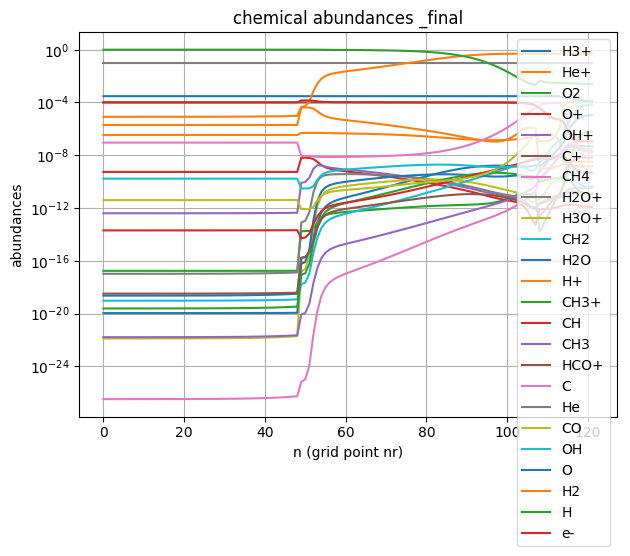 chemical abundances _final
abundances
10^0
10^-4
10^-8
10^-12
10^-16
10^-20
10^-24
0 20 40 60 80 100 120
n (grid point nr)
H3+
He+
O2
O+
OH+
C+
CH4
H2O+
H3O+
CH2
H2O
H+
CH3+
CH
CH3
HCO+
C
He
CO
OH
O
H2
H
e-